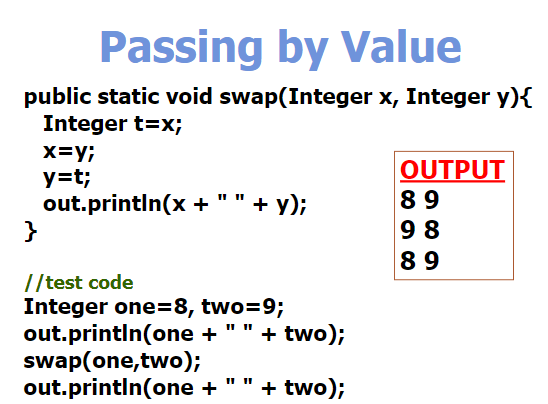 Passing by Value
public static void swap(Integer x, Integer y){
Integer t=x;
x=y;
y=t;
out.println(x + " " + y);
}
OUTPUT
8 9
9 8
8 9
//test code
Integer one=8, two=9;
out.println(one + " " + two);
swap(one,two);
out.println(one + " " + two);